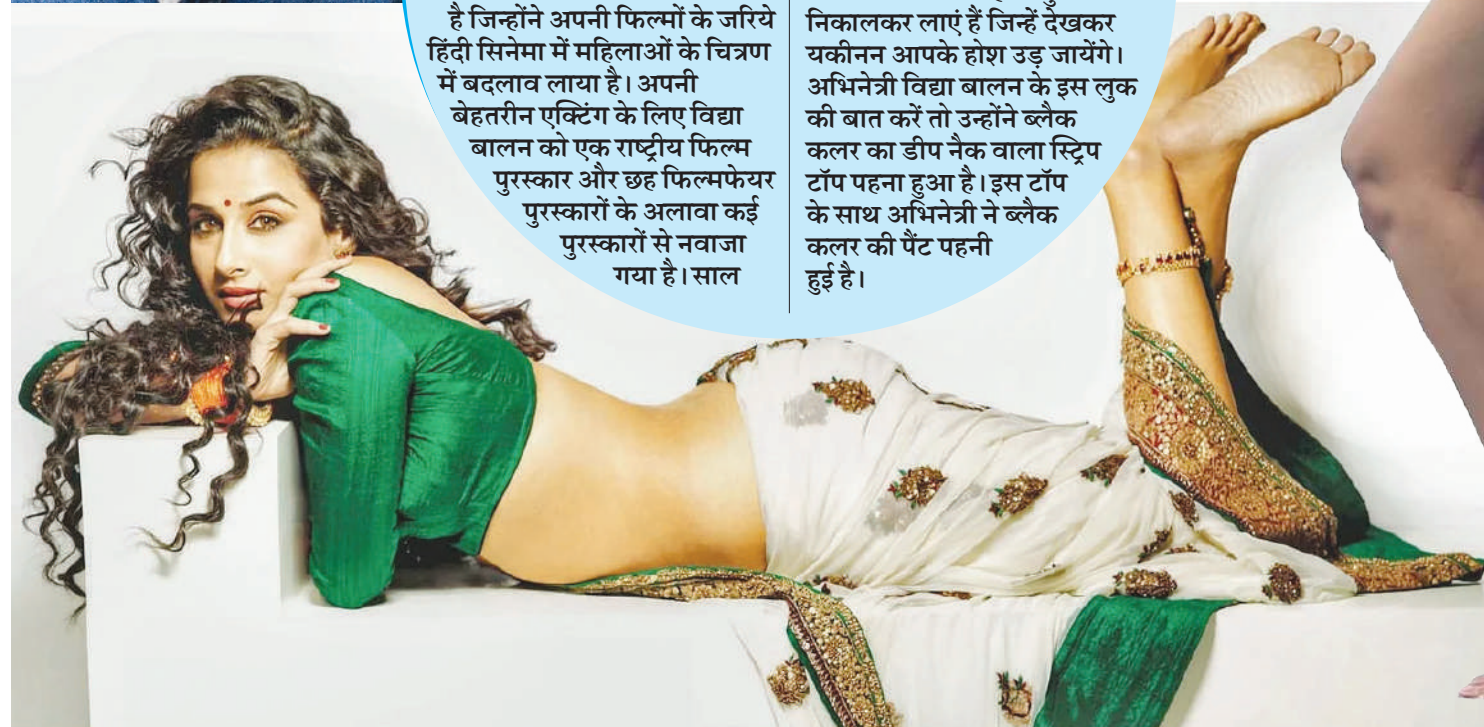 है जिन्होंने अपनी फिल्मों के जरिये
हिंदी सिनेमा में महिलाओं के चित्रण
में बदलाव लाया है। अपनी
बेहतरीन एक्टिंग के लिए विद्या
बालन को एक राष्ट्रीय फिल्म
पुरस्कार और छह फिल्मफेयर
पुरस्कारों के अलावा कई
पुरस्कारों से नवाजा
गया है। साल
निकालकर लाएं हैं जिन्हें देखकर
यकीनन आपके होश उड़ जायेंगे।
अभिनेत्री विद्या बालन के इस लुक
की बात करें तो उन्होंने ब्लैक
कलर का डीप नैक वाला स्ट्रिप
टॉप पहना हुआ है। इस टॉप
के साथ अभिनेत्री ने ब्लैक
कलर की पैंट पहनी
हुई है।